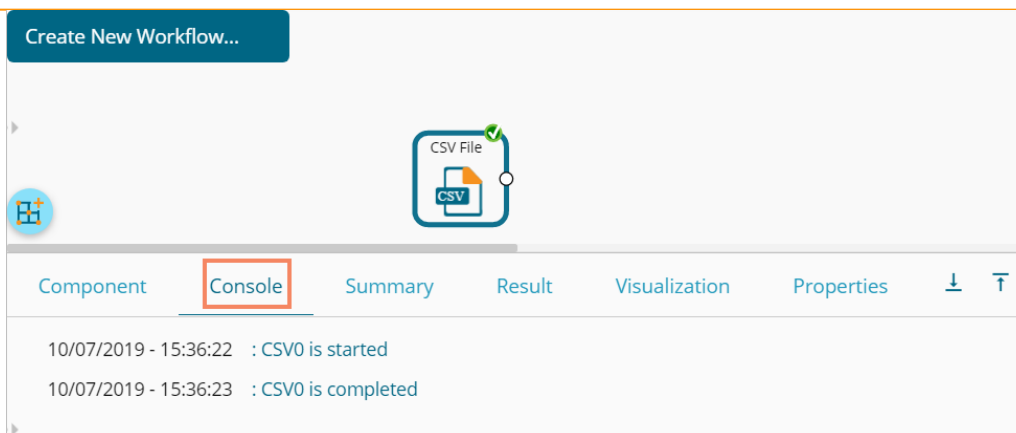 Create New Workflow...
CSV File
CSV
Component Console Summary Result Visualization Properties
10/07/2019 - 15:36:22 : CSV0 is started
10/07/2019 - 15:36:23 : CSV0 is completed